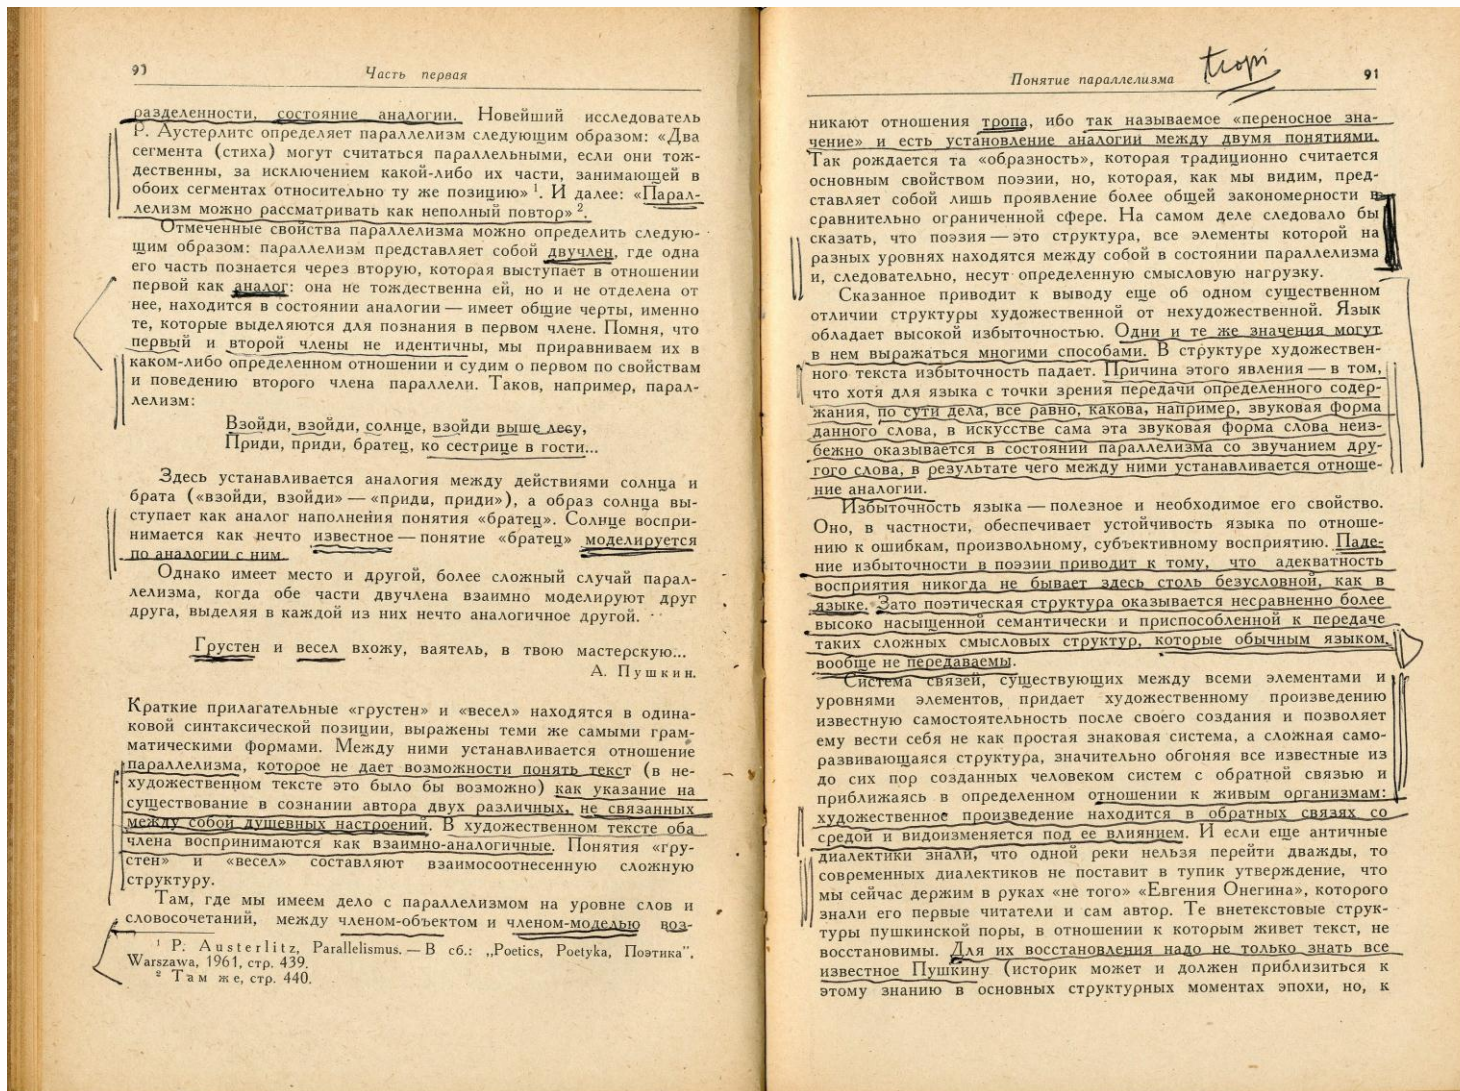 90
Часть первая
разделенности, состояние аналогии. Новейший исследователь
Р. Аустерлитс определяет параллелизм следующим образом: «Два
сегмента (стиха) могут считаться параллельными, если они тож-
дественны, за исключением какой-либо их части, занимающей в
обоих сегментах относительно ту же позицию» ¹. И далее: «Парал-
лелизм можно рассматривать как неполный повтор» ².
Отмеченные свойства параллелизма можно определить следую-
щим образом: параллелизм представляет собой двучлен, где одна
его часть познается через вторую, которая выступает в отношении
первой как аналог: она не тождественна ей, но и не отделена от
нее, находится в состоянии аналогии — имеет общие черты, именно
те, которые выделяются для познания в первом члене. Помня, что
первый и второй члены не идентичны, мы приравниваем их в
каком-либо определенном отношении и судим о первом по свойствам
и поведению второго члена параллели. Таков, например, парал-
лелизм:
Взойди, взойди, солнце, взойди выше лесу,
Приди, приди, братец, ко сестрице в гости...
Здесь устанавливается аналогия между действиями солнца и
брата («взойди, взойди» — «приди, приди»), а образ солнца вы-
ступает как аналог наполнения понятия «братец». Солнце воспри-
нимается как нечто известное — понятие «братец» моделируется
по аналогии с ним.
Однако имеет место и другой, более сложный случай парал-
лелизма, когда обе части двучлена взаимно моделируют друг
друга, выделяя в каждой из них нечто аналогичное другой.
Грустен и весел вхожу, ваятель, в твою мастерскую...
А. Пушкин.
Краткие прилагательные «грустен» и «весел» находятся в одина-
ковой синтаксической позиции, выражены теми же самыми грам-
матическими формами. Между ними устанавливается отношение
параллелизма, которое не дает возможности понять текст (в не-
художественном тексте это было бы возможно) как указание на
существование в сознании автора двух различных, не связанных
между собой душевных настроений. В художественном тексте оба
члена воспринимаются как взаимно-аналогичные. Понятия «гру-
стен» и «весел» составляют взаимосоотнесенную сложную
структуру.
Там, где мы имеем дело с параллелизмом на уровне слов и
словосочетаний, между членом-объектом и членом-моделью воз-
¹ Р. Austerlitz, Parallelismus. — В сб.: „Poetics, Poetyka, Поэтика",
Warszawa, 1961, стр. 439.
² Там же, стр. 440.
Понятие параллелизма
tropi
91
никают отношения тропа, ибо так называемое «переносное зна-
чение» и есть установление аналогии между двумя понятиями.
Так рождается та «образность», которая традиционно считается
основным свойством поэзии, но, которая, как мы видим, пред-
ставляет собой лишь проявление более общей закономерности в
сравнительно ограниченной сфере. На самом деле следовало бы
сказать, что поэзия — это структура, все элементы которой на
разных уровнях находятся между собой в состоянии параллелизма
и, следовательно, несут определенную смысловую нагрузку.
Сказанное приводит к выводу еще об одном существенном
отличии структуры художественной от нехудожественной. Язык
обладает высокой избыточностью. Одни и те же значения могут
в нем выражаться многими способами. В структуре художествен-
ного текста избыточность падает. Причина этого явления — в том,
что хотя для языка с точки зрения передачи определенного содер-
жания, по сути дела, все равно, какова, например, звуковая форма
данного слова, в искусстве сама эта звуковая форма слова неиз-
бежно оказывается в состоянии параллелизма со звучанием дру-
гого слова, в результате чего между ними устанавливается отноше-
ние аналогии.
Избыточность языка — полезное и необходимое его свойство.
Оно, в частности, обеспечивает устойчивость языка по отноше-
нию к ошибкам, произвольному, субъективному восприятию. Паде-
ние избыточности в поэзии приводит к тому, что адекватность
восприятия никогда не бывает здесь столь безусловной, как в
языке. Зато поэтическая структура оказывается несравненно более
высоко насыщенной семантически и приспособленной к передаче
таких сложных смысловых структур, которые обычным языком
вообще не передаваемы.
Система связей, существующих между всеми элементами и
уровнями элементов, придает художественному произведению
известную самостоятельность после своего создания и позволяет
ему вести себя не как простая знаковая система, а сложная само-
развивающаяся структура, значительно обгоняя все известные из
до сих пор созданных человеком систем с обратной связью и
приближаясь в определенном отношении к живым организмам:
художественное произведение находится в обратных связях со
средой и видоизменяется под ее влиянием. И если еще античные
диалектики знали, что одной реки нельзя перейти дважды, то
современных диалектиков не поставит в тупик утверждение, что
мы сейчас держим в руках «не того» «Евгения Онегина», которого
знали его первые читатели и сам автор. Те внетекстовые струк-
туры пушкинской поры, в отношении к которым живет текст, не
восстановимы. Для их восстановления надо не только знать все
известное Пушкину (историк может и должен приблизиться к
этому знанию в основных структурных моментах эпохи, но, к